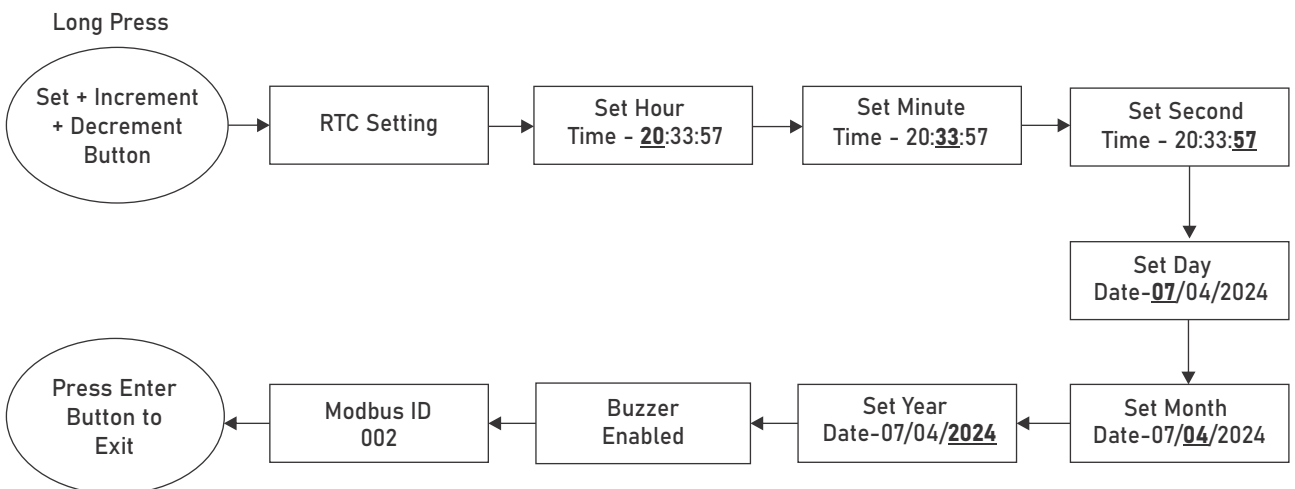 Long Press
Set + Increment
+ Decrement
Button
RTC Setting
Set Hour
Time - 20:33:57
Set Minute
Time - 20:33:57
Set Second
Time - 20:33:57
Set Day
Date-07/04/2024
Set Month
Date-07/04/2024
Set Year
Date-07/04/2024
Buzzer
Enabled
Modbus ID
002
Press Enter
Button to
Exit